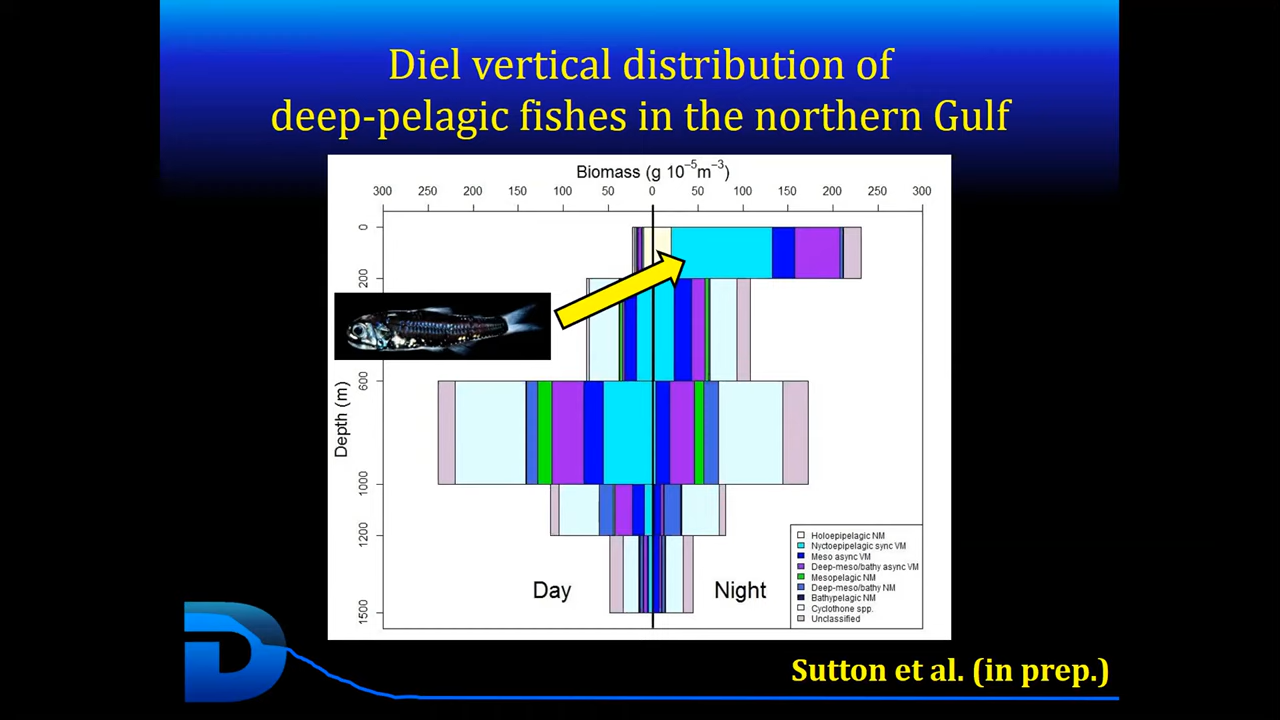 Diel vertical distribution of
deep-pelagic fishes in the northern Gulf
Biomass (g 10⁻⁵m⁻³)
300 250 200 150 100 50 0 50 100 150 200 250 300
Depth (m)
0
200
600
1000
1200
1500
Day
Night
Holoepipelagic NM
Nyctoepipelagic sync VM
Meso async VM
Deep-meso/bathy async VM
Mesopelagic NM
Deep-meso/bathy NM
Bathypelagic NM
Cyclothone spp.
Unclassified
D
Sutton et al. (in prep.)